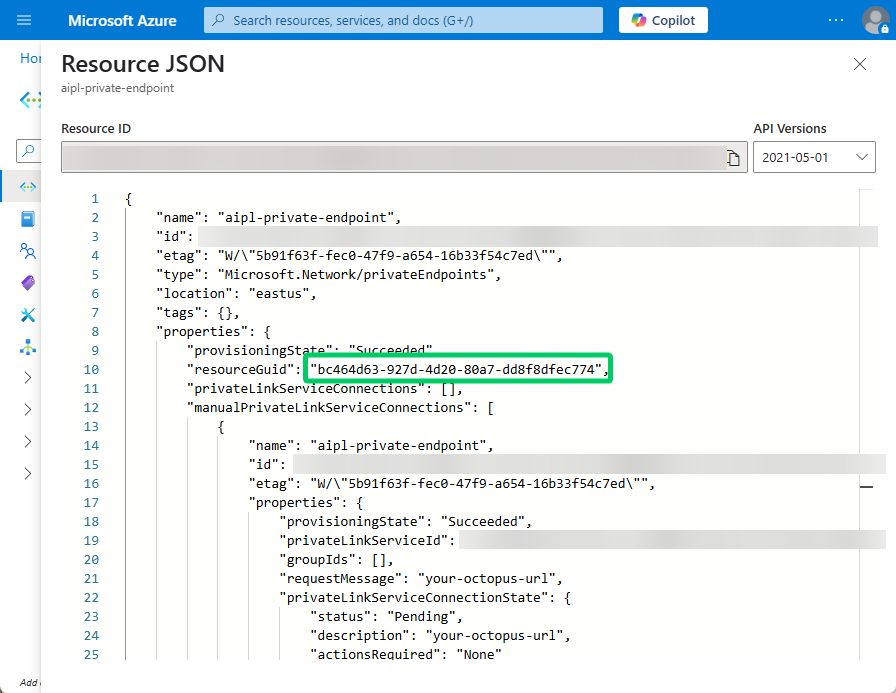 Microsoft Azure
Search resources, services, and docs (G+/)
Copilot
Resource JSON
aipl-private-endpoint
Resource ID
API Versions
2021-05-01
1 {
2 "name": "aipl-private-endpoint",
3 "id":
4 "etag": "W/\"5b91f63f-fec0-47f9-a654-16b33f54c7ed\"",
5 "type": "Microsoft.Network/privateEndpoints",
6 "location": "eastus",
7 "tags": {},
8 "properties": {
9 "provisioningState": "Succeeded"
10 "resourceGuid": "bc464d63-927d-4d20-80a7-dd8f8dfec774",
11 "privateLinkServiceConnections": [],
12 "manualPrivateLinkServiceConnections": [
13 {
14 "name": "aipl-private-endpoint",
15 "id":
16 "etag": "W/\"5b91f63f-fec0-47f9-a654-16b33f54c7ed\"",
17 "properties": {
18 "provisioningState": "Succeeded",
19 "privateLinkServiceId":
20 "groupIds": [],
21 "requestMessage": "your-octopus-url",
22 "privateLinkServiceConnectionState": {
23 "status": "Pending",
24 "description": "your-octopus-url",
25 "actionsRequired": "None"
Add